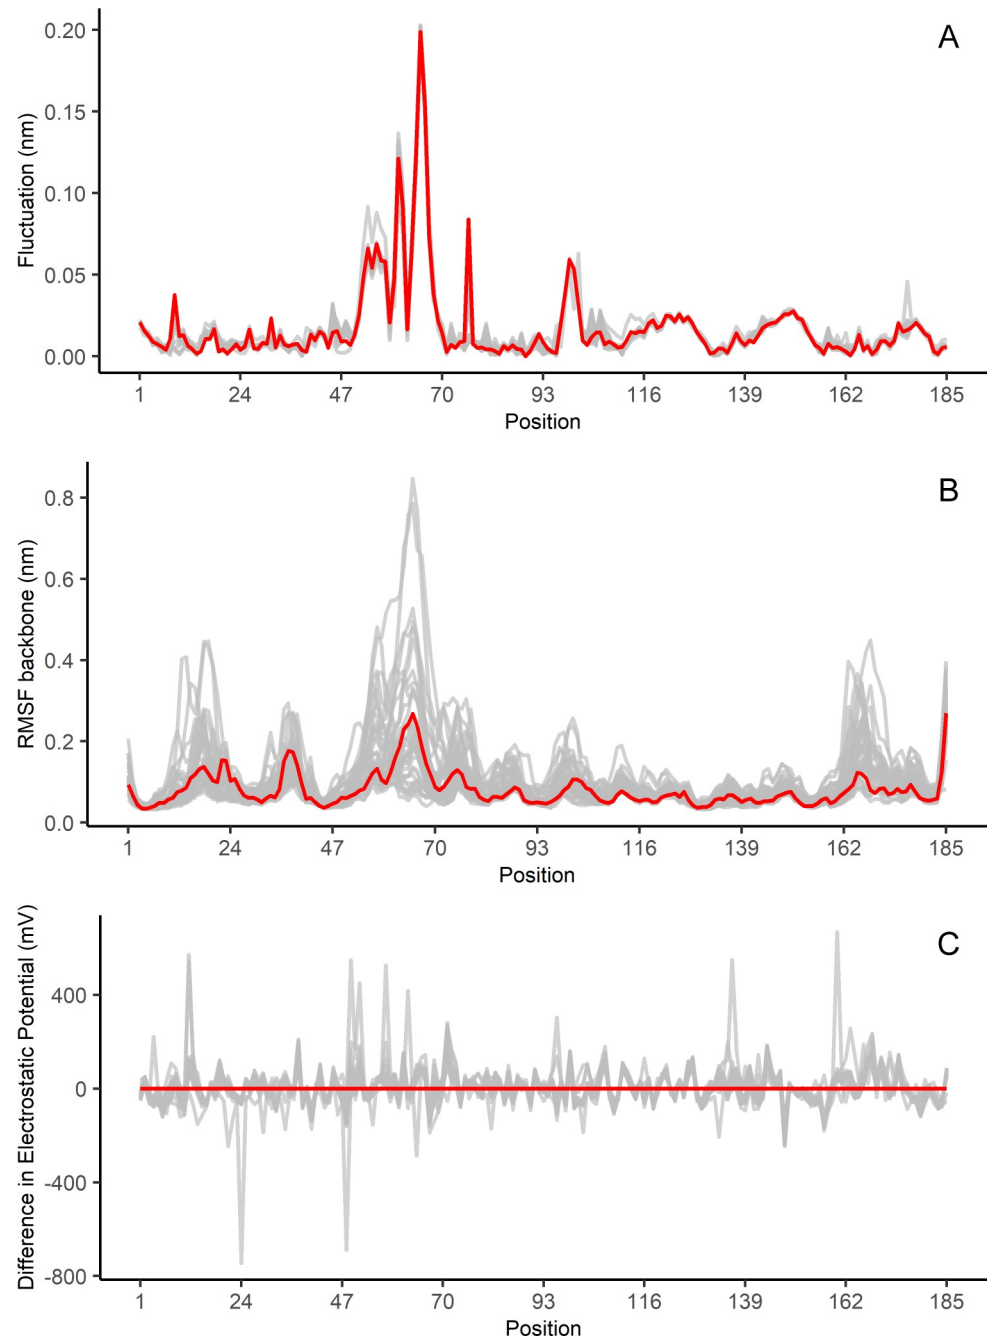 A
Fluctuation (nm)
0.20
0.15
0.10
0.05
0.00
1 24 47 70 93 116 139 162 185
Position
B
RMSF backbone (nm)
0.8
0.6
0.4
0.2
0.0
1 24 47 70 93 116 139 162 185
Position
C
Difference in Electrostatic Potential (mV)
400
0
-400
-800
1 24 47 70 93 116 139 162 185
Position